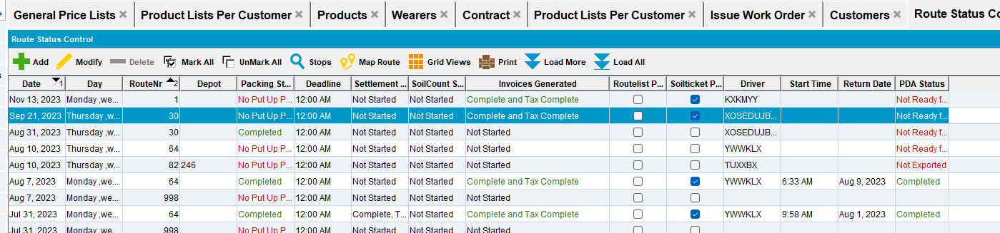 General Price Lists Product Lists Per Customer Products Wearers Contract Product Lists Per Customer Issue Work Order Customers Route Status Co
Route Status Control
Add Modify Delete Mark All UnMark All Stops Map Route Grid Views Print Load More Load All
Date 1 Day RouteNr 2 Depot Packing St... Deadline Settlement ... SoilCount S... Invoices Generated Routelist P... Soilticket P... Driver Start Time Return Date PDA Status
Nov 13, 2023 Monday,we... 1 No Put Up P... 12:00 AM Not Started Not Started Complete and Tax Complete KXKMYY Not Ready f...
Sep 21, 2023 Thursday ,w... 30 No Put Up P... 12:00 AM Not Started Not Started Complete and Tax Complete XOSEDUJB... Not Ready f...
Aug 31, 2023 Thursday ,w... 30 Completed 12:00 AM Not Started Not Started Not Started XOSEDUJB... Not Ready f...
Aug 10, 2023 Thursday ,w... 64 No Put Up P... 12:00 AM Not Started Not Started Not Started YWWKLX Not Ready f...
Aug 10, 2023 Thursday ,w... 82 246 No Put Up P... 12:00 AM Not Started Not Started Not Started TUXXBX Not Exported
Aug 7, 2023 Monday ,we... 64 Completed 12:00 AM Not Started Not Started Complete and Tax Complete YWWKLX 6:33 AM Aug 9, 2023 Completed
Aug 7, 2023 Monday ,we... 998 No Put Up P... 12:00 AM Not Started Not Started Not Started
Jul 31, 2023 Monday ,we... 64 Completed 12:00 AM Complete, T... Not Started Complete and Tax Complete YWWKLX 9:58 AM Aug 1, 2023 Completed
Jul 31, 2023 Monday ,we... 998 No Put Up P... 12:00 AM Not Started Not Started Not Started